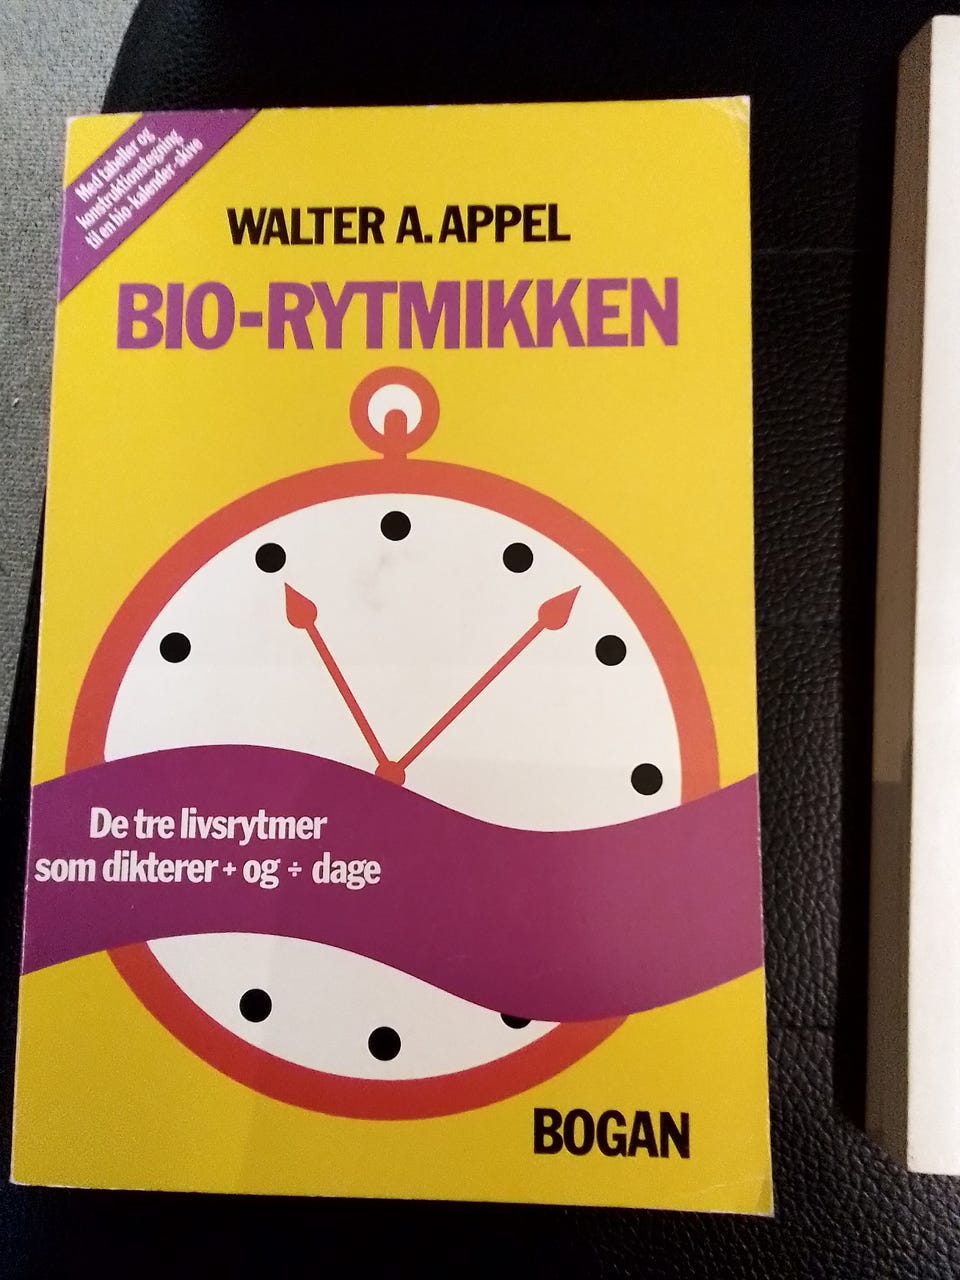 Med tabeller og
konstruktionstegning
til en bio-kalender-skive
WALTER A. APPEL
BIO-RYTMIKKEN
De tre livsrytmer
som dikterer + og ÷ dage
BOGAN